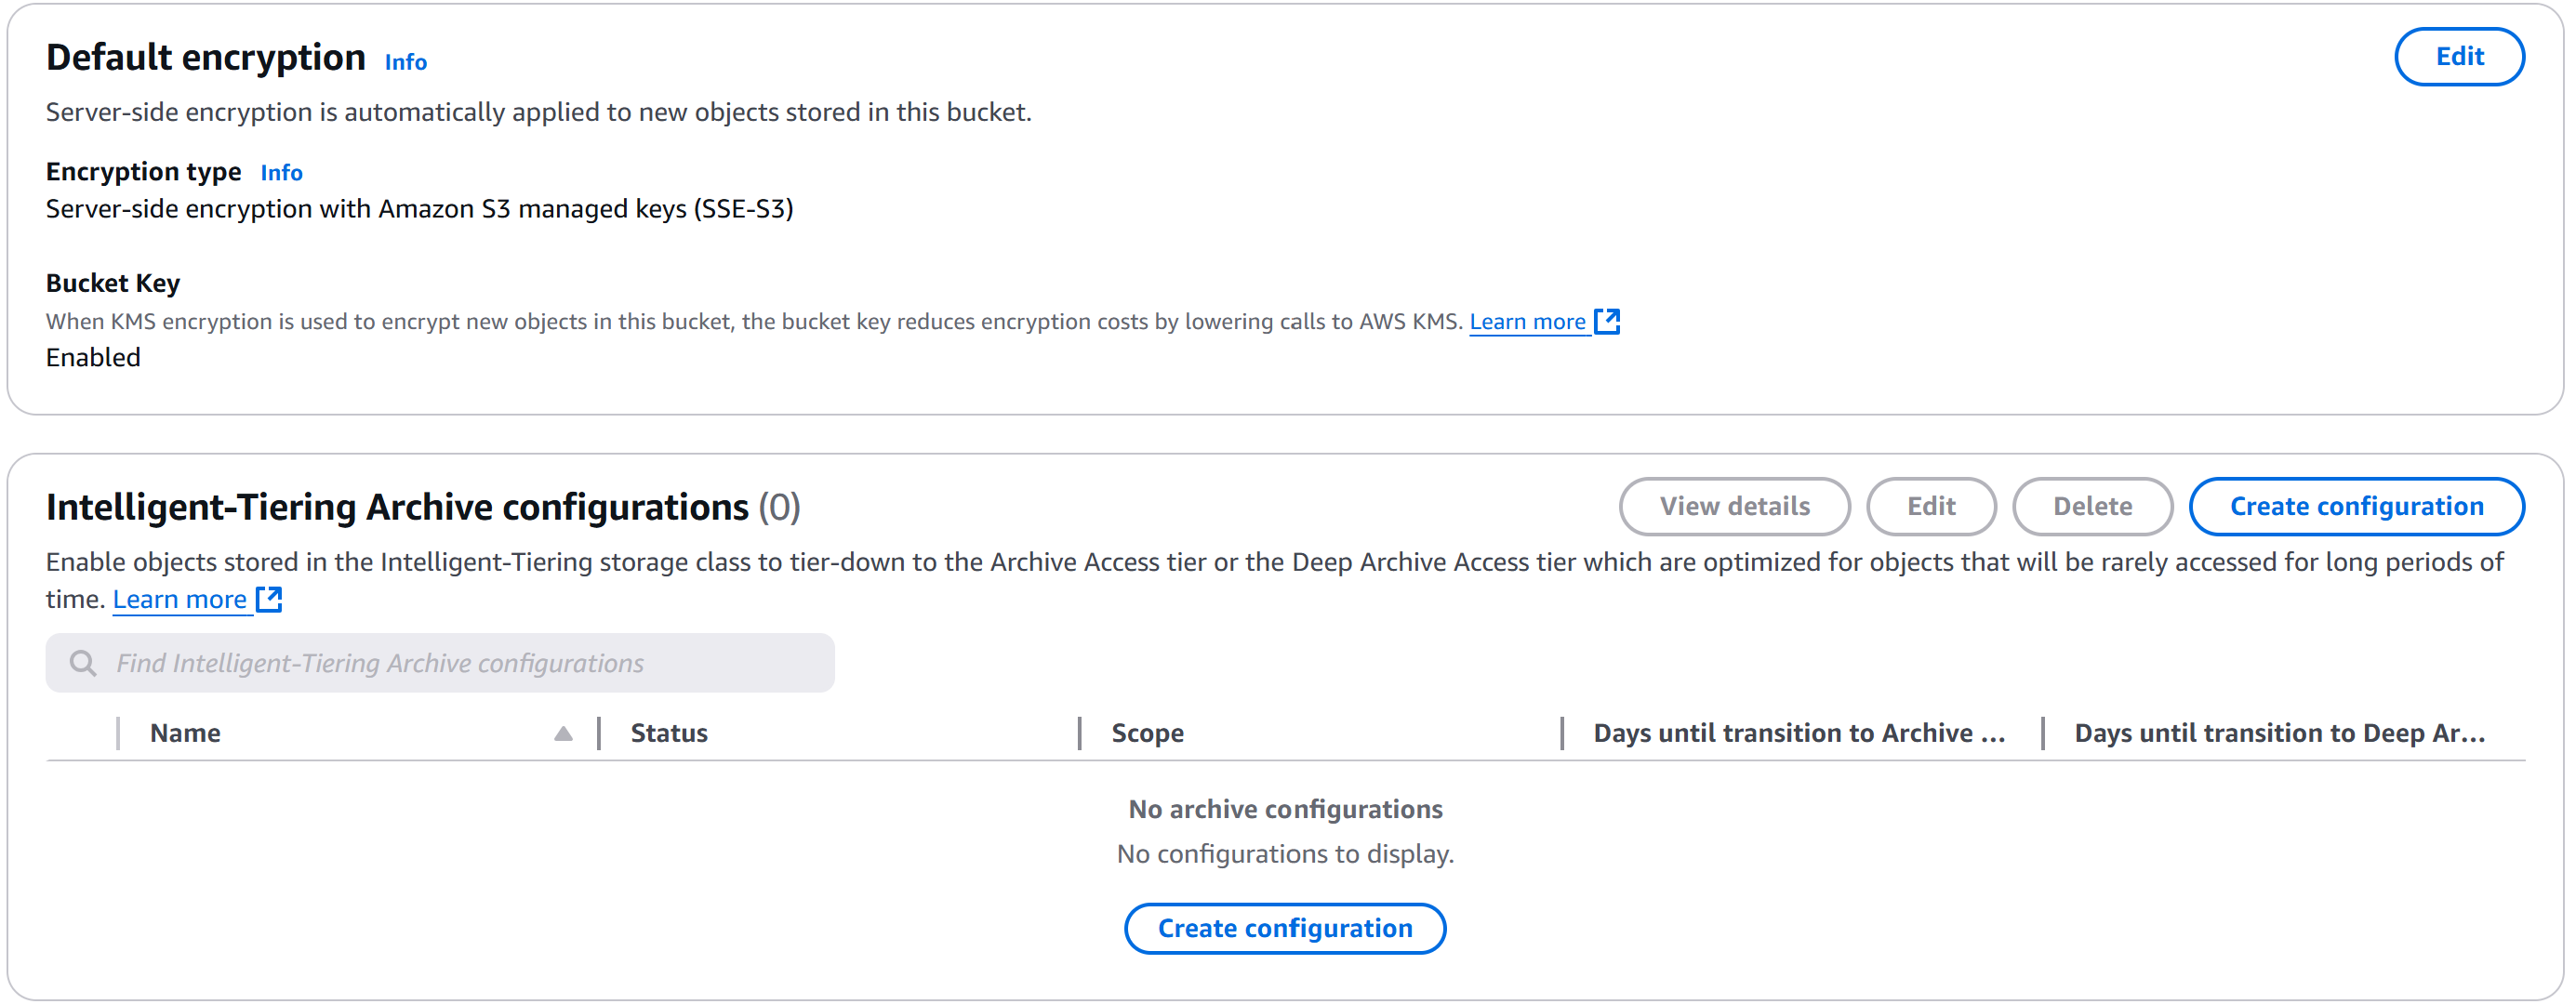 Default encryption Info
Edit
Server-side encryption is automatically applied to new objects stored in this bucket.
Encryption type Info
Server-side encryption with Amazon S3 managed keys (SSE-S3)
Bucket Key
When KMS encryption is used to encrypt new objects in this bucket, the bucket key reduces encryption costs by lowering calls to AWS KMS. Learn more
Enabled
Intelligent-Tiering Archive configurations (0)
View details Edit Delete Create configuration
Enable objects stored in the Intelligent-Tiering storage class to tier-down to the Archive Access tier or the Deep Archive Access tier which are optimized for objects that will be rarely accessed for long periods of
time. Learn more
Find Intelligent-Tiering Archive configurations
Name Status Scope Days until transition to Archive ... Days until transition to Deep Ar...
No archive configurations
No configurations to display.
Create configuration